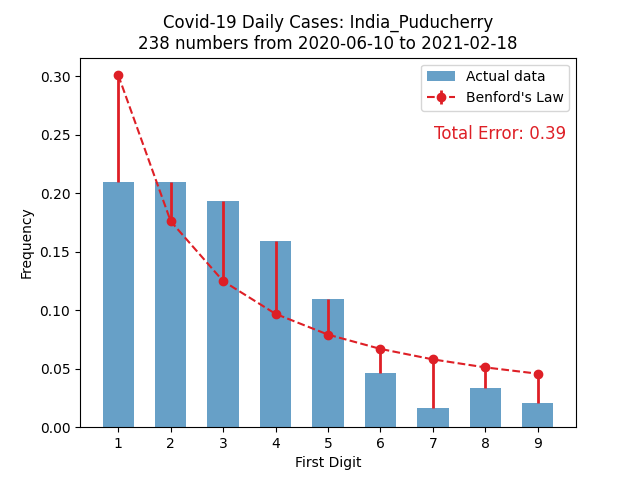 Covid-19 Daily Cases: India_Puducherry
238 numbers from 2020-06-10 to 2021-02-18
Actual data
Benford's Law
Total Error: 0.39
0.30
0.25
0.20
0.15
0.10
0.05
0.00
Frequency
1 2 3 4 5 6 7 8 9
First Digit